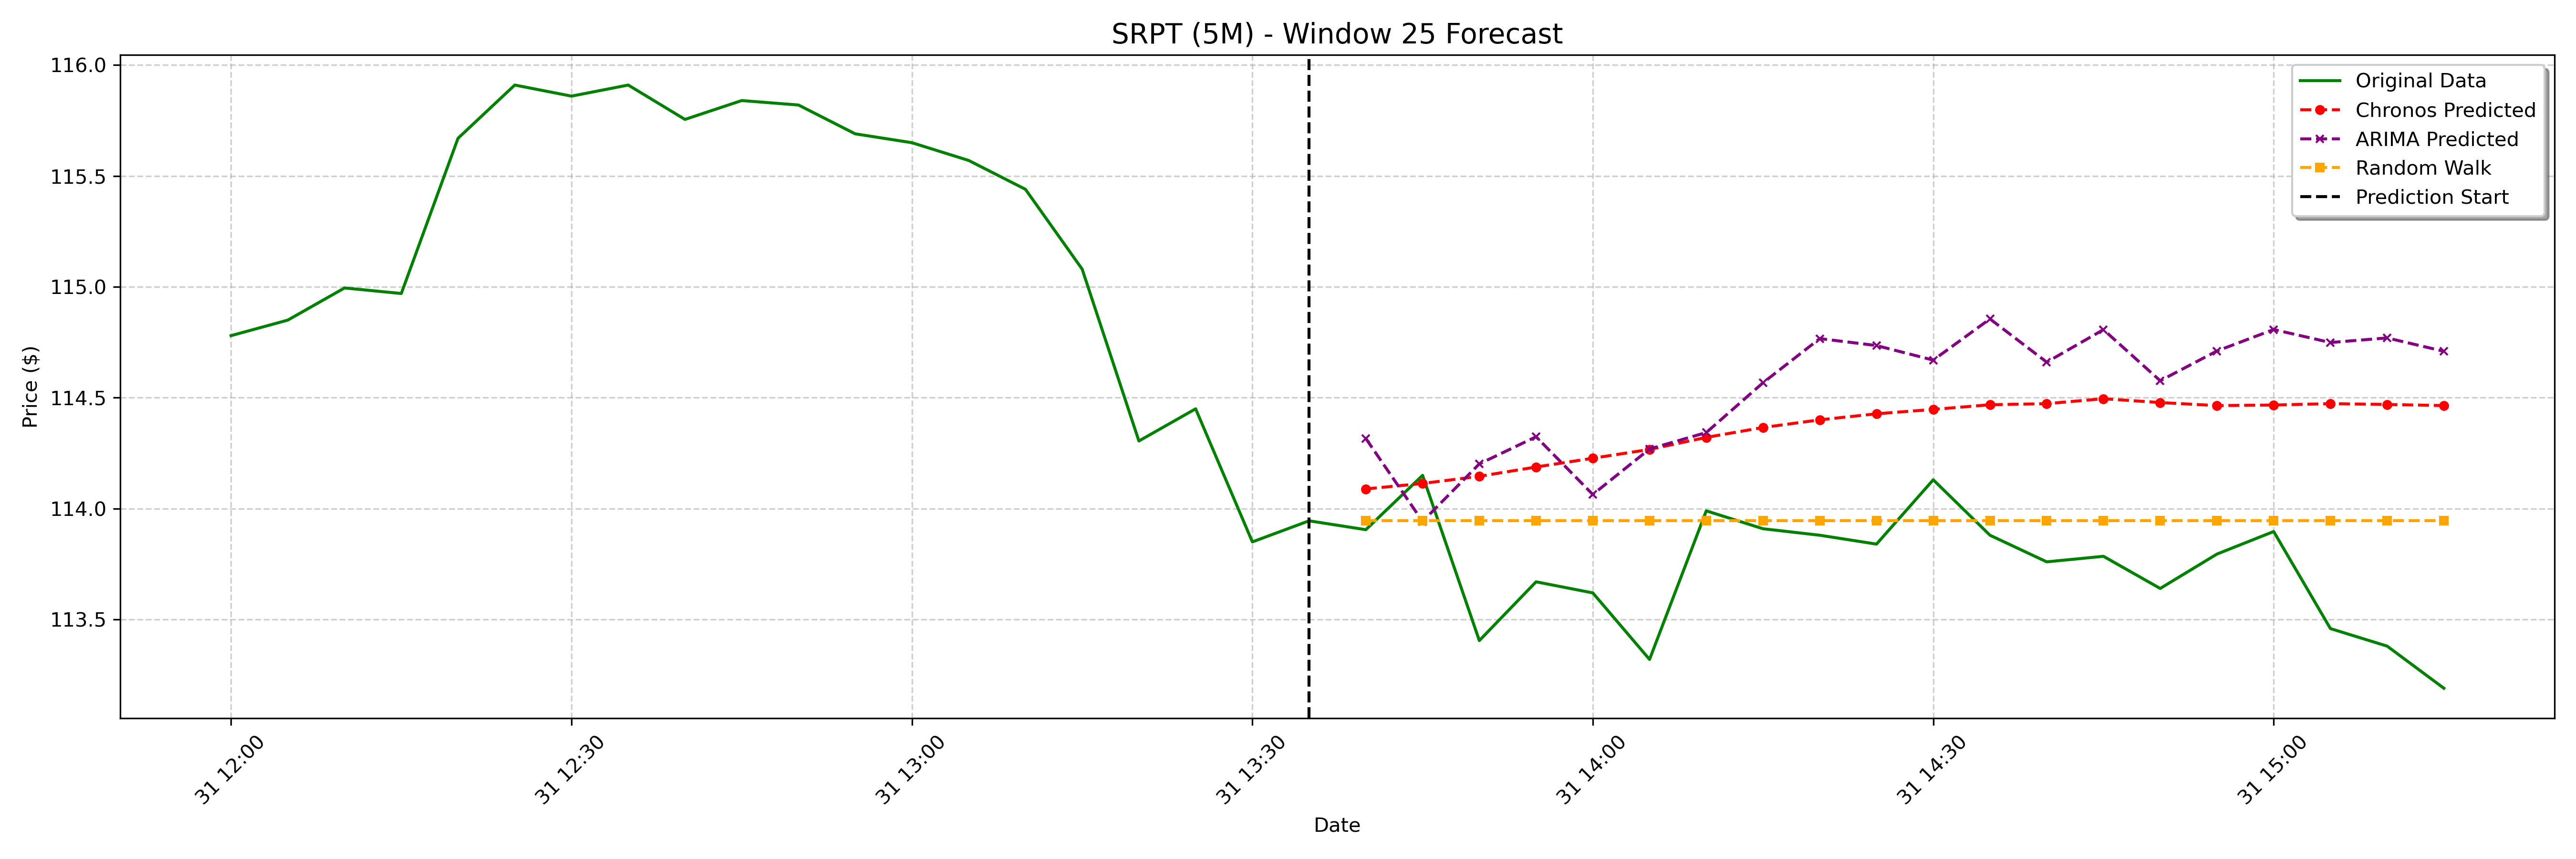 SRPT (5M) - Window 25 Forecast
116.0
115.5
115.0
114.5
114.0
113.5
Price ($)
Original Data
Chronos Predicted
ARIMA Predicted
Random Walk
Prediction Start
31 12:00
31 12:30
31 13:00
31 13:30
31 14:00
31 14:30
31 15:00
Date